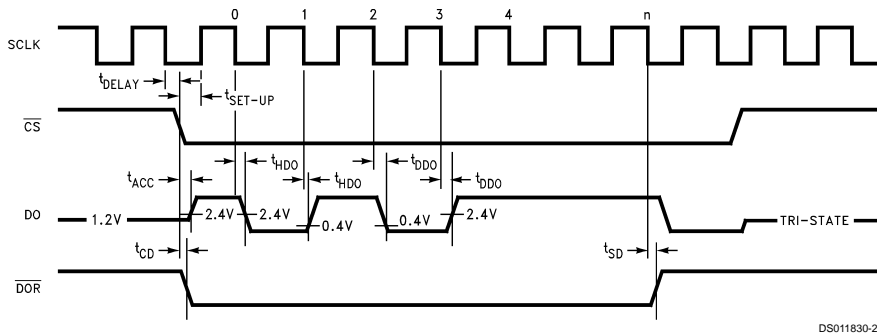 0 1 2 3 4 n
SCLK
tDELAY
tSET-UP
CS
tHDO tDDO
tACC tHDO tDDO
DO 1.2V 2.4V 2.4V 0.4V 0.4V 2.4V TRI-STATE
tCD tSD
DOR
DS011830-2